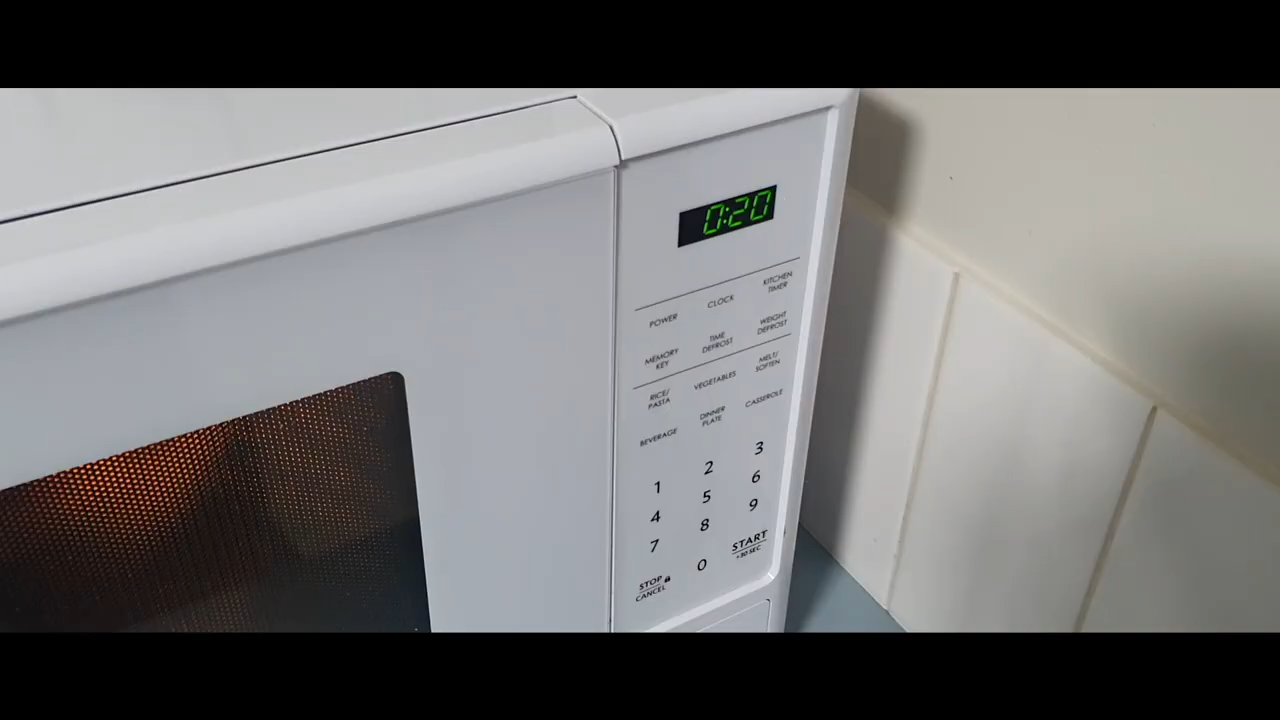 0:20
POWER CLOCK KITCHEN TIMER
MEMORY KEY TIME DEFROST WEIGHT DEFROST
RICE/ PASTA VEGETABLES MELT/ SOFTEN
BEVERAGE DINNER PLATE CASSEROLE
1 2 3
4 5 6
7 8 9
STOP CANCEL 0 START +30 SEC